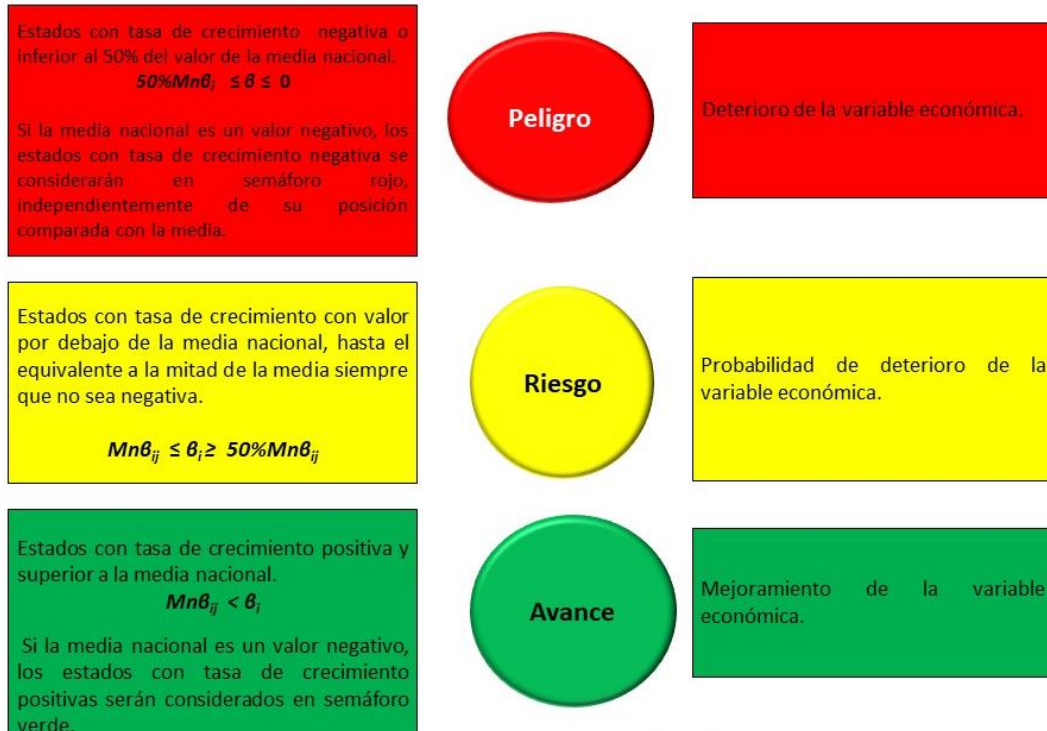 Estados con tasa de crecimiento negativa o
inferior al 50% del valor de la media nacional.
50%Mnβi ≤ β ≤ 0
Si la media nacional es un valor negativo, los
estados con tasa de crecimiento negativa se
considerarán en semáforo rojo,
independientemente de su posición
comparada con la media.
Peligro
Deterioro de la variable económica.
Estados con tasa de crecimiento con valor
por debajo de la media nacional, hasta el
equivalente a la mitad de la media siempre
que no sea negativa.
Mnβij ≤ βi ≥ 50%Mnβij
Riesgo
Probabilidad de deterioro de la
variable económica.
Estados con tasa de crecimiento positiva y
superior a la media nacional.
Mnβij < βi
Si la media nacional es un valor negativo,
los estados con tasa de crecimiento
positivas serán considerados en semáforo
verde.
Avance
Mejoramiento de la variable
económica.